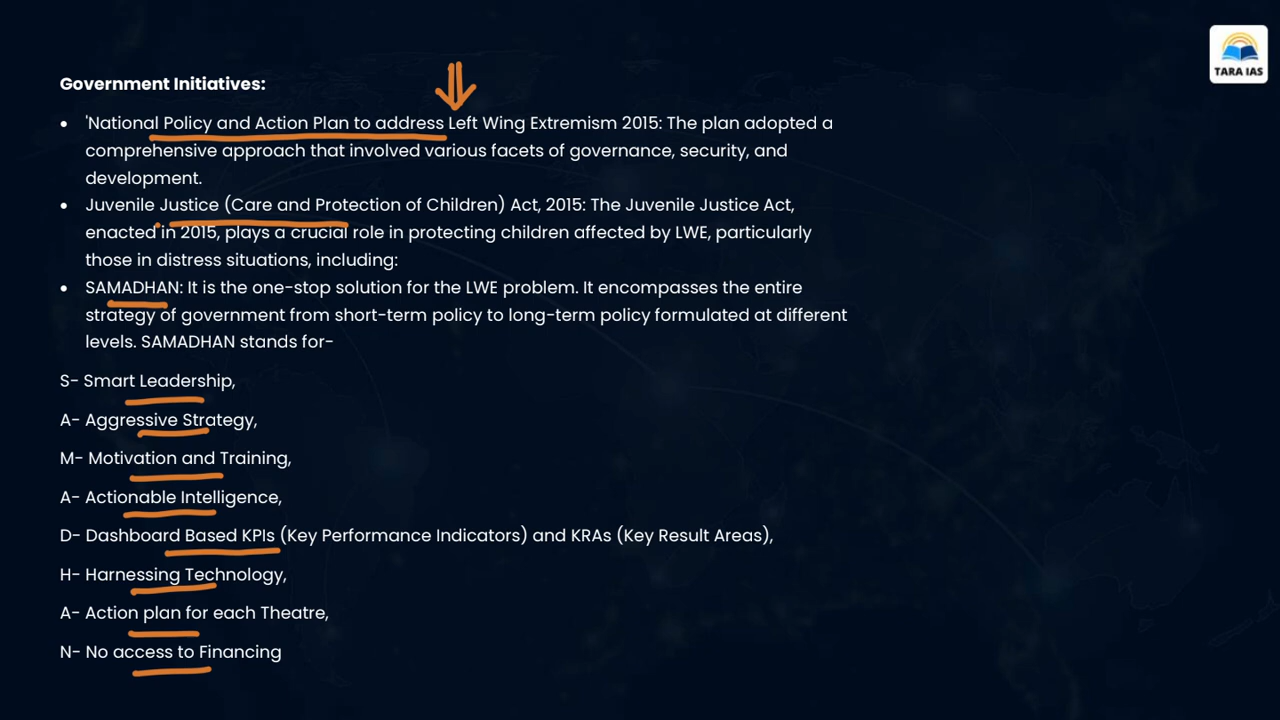 TARA IAS
Government Initiatives:
• 'National Policy and Action Plan to address Left Wing Extremism 2015: The plan adopted a
comprehensive approach that involved various facets of governance, security, and
development.
• Juvenile Justice (Care and Protection of Children) Act, 2015: The Juvenile Justice Act,
enacted in 2015, plays a crucial role in protecting children affected by LWE, particularly
those in distress situations, including:
• SAMADHAN: It is the one-stop solution for the LWE problem. It encompasses the entire
strategy of government from short-term policy to long-term policy formulated at different
levels. SAMADHAN stands for-
S- Smart Leadership,
A- Aggressive Strategy,
M- Motivation and Training,
A- Actionable Intelligence,
D- Dashboard Based KPIs (Key Performance Indicators) and KRAs (Key Result Areas),
H- Harnessing Technology,
A- Action plan for each Theatre,
N- No access to Financing